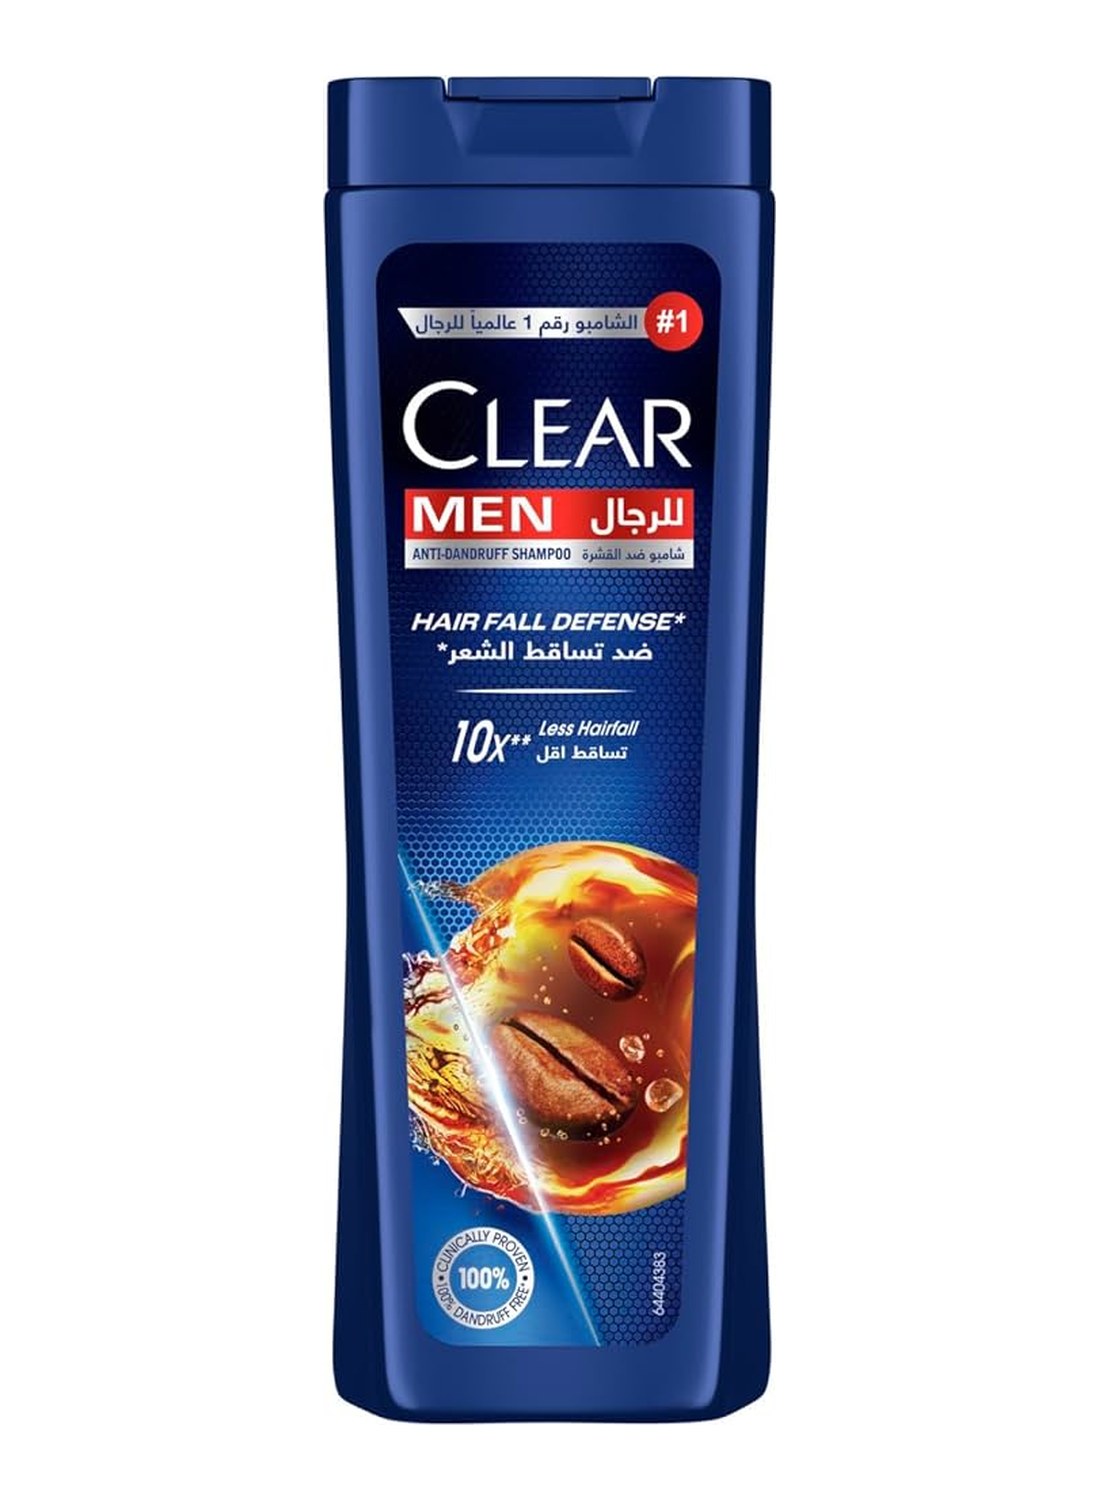 الشامبو رقم 1 عالمياً للرجال #1
CLEAR
MEN للرجال
ANTI-DANDRUFF SHAMPOO شامبو ضد القشرة
HAIR FALL DEFENSE*
ضد تساقط الشعر*
10x** Less Hairfall
تساقط اقل
CLINICALLY PROVEN
100%
100% DANDRUFF FREE
64404383